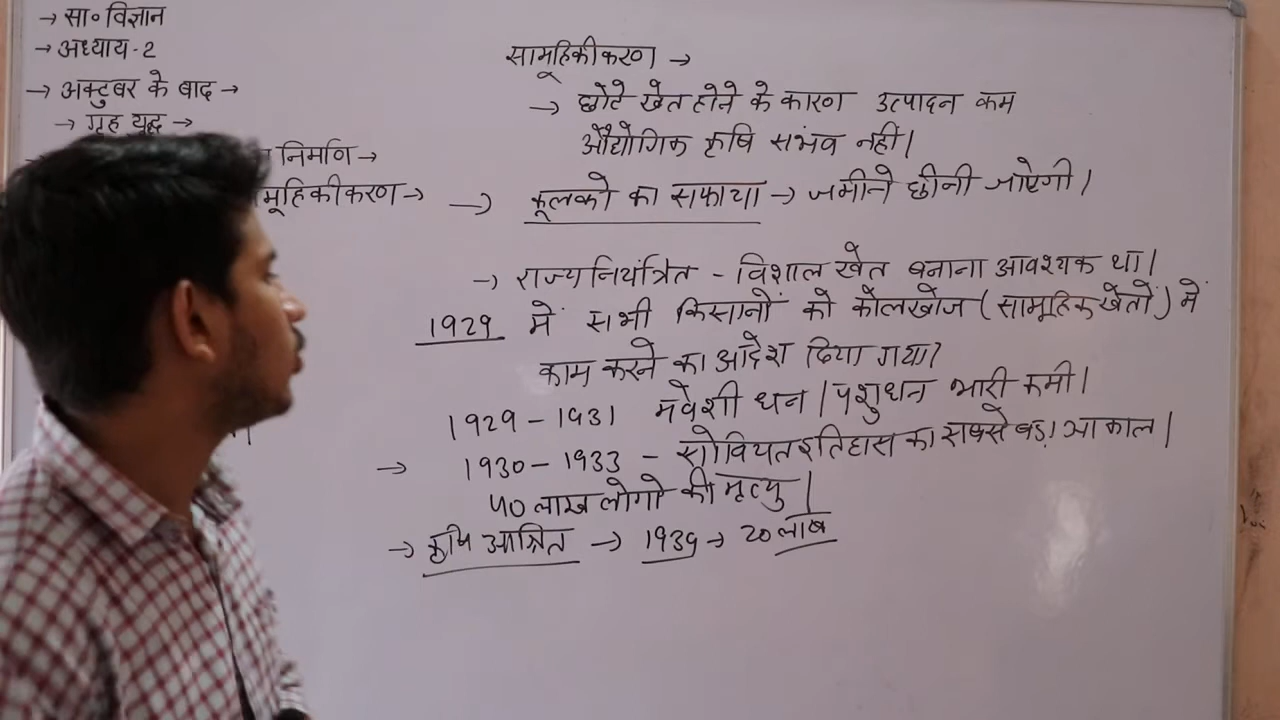 → सा॰ विज्ञान
→ अध्याय-2
→ अक्टुबर के बाद →
→ गृह युद्ध →
निर्माण →
मूहिकीकरण →
सामूहिकीकरण →
→ छोटे खेत होने के कारण उत्पादन कम
औद्योगिक कृषि संभव नहीं।
→ कूलको का सफाया → जमीने छीनी जाएगी।
→ राज्य नियंत्रित - विशाल खेत बनाना आवश्यक था।
1929 में सभी किसानों को कोलखोज (सामूहिक खेतों) में
काम करने का आदेश दिया गया?
1929-1931 मवेशी धन / पशुधन भारी कमी।
→ 1930-1933 - सोवियत इतिहास का सबसे बड़ा आकाल।
40 लाख लोगो की मृत्यु।
→ कृषि आश्रित → 1939 → 20 लाख